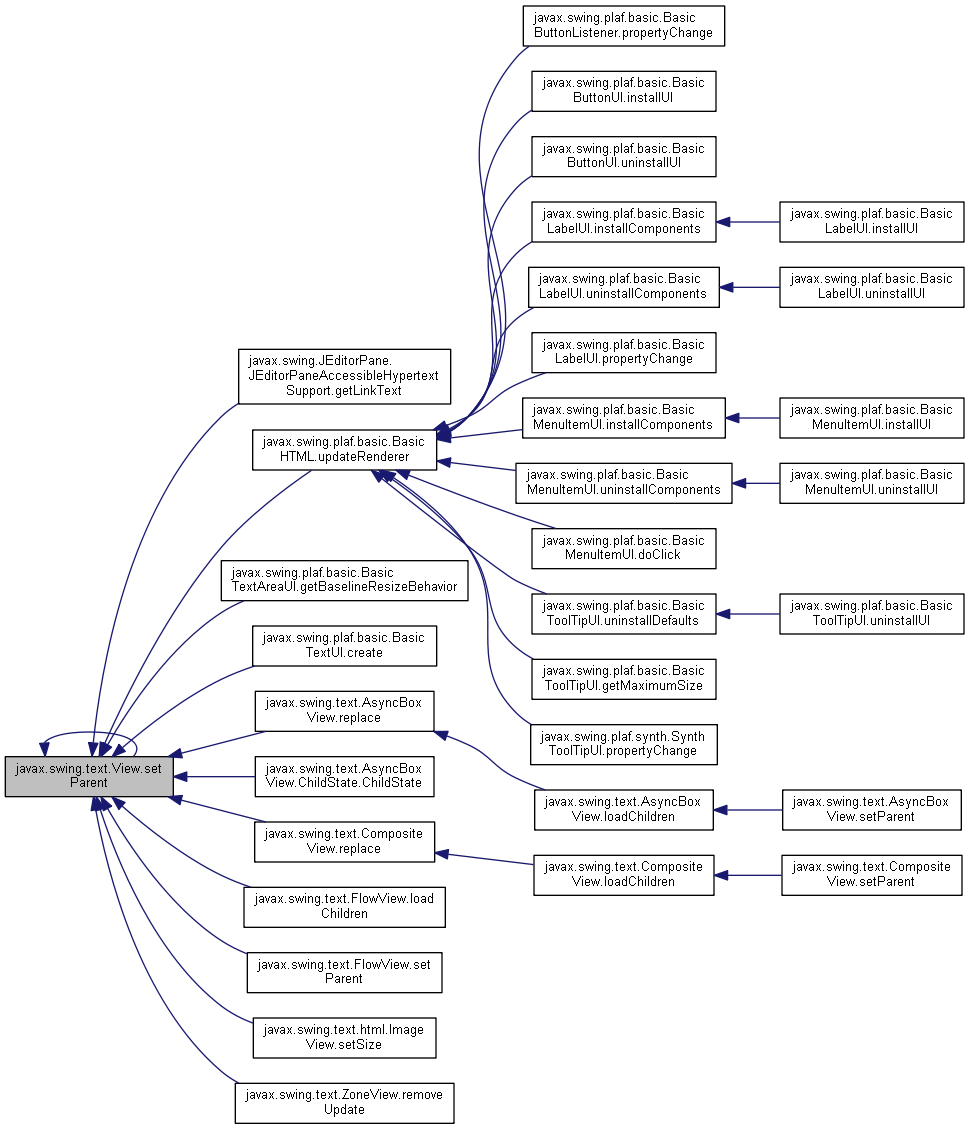 javax.swing.plaf.basic.Basic
ButtonListener.propertyChange
javax.swing.plaf.basic.Basic
ButtonUI.installUI
javax.swing.plaf.basic.Basic
ButtonUI.uninstallUI
javax.swing.plaf.basic.Basic
LabelUI.installComponents
javax.swing.plaf.basic.Basic
LabelUI.installUI
javax.swing.plaf.basic.Basic
LabelUI.uninstallComponents
javax.swing.plaf.basic.Basic
LabelUI.uninstallUI
javax.swing.plaf.basic.Basic
LabelUI.propertyChange
javax.swing.JEditorPane.
JEditorPaneAccessibleHypertext
Support.getLinkText
javax.swing.plaf.basic.Basic
MenuItemUI.installComponents
javax.swing.plaf.basic.Basic
MenuItemUI.installUI
javax.swing.plaf.basic.Basic
HTML.updateRenderer
javax.swing.plaf.basic.Basic
MenuItemUI.uninstallComponents
javax.swing.plaf.basic.Basic
MenuItemUI.uninstallUI
javax.swing.plaf.basic.Basic
MenuItemUI.doClick
javax.swing.plaf.basic.Basic
TextAreaUI.getBaselineResizeBehavior
javax.swing.plaf.basic.Basic
ToolTipUI.uninstallDefaults
javax.swing.plaf.basic.Basic
ToolTipUI.uninstallUI
javax.swing.plaf.basic.Basic
TextUI.create
javax.swing.plaf.basic.Basic
ToolTipUI.getMaximumSize
javax.swing.text.AsyncBox
View.replace
javax.swing.plaf.synth.Synth
ToolTipUI.propertyChange
javax.swing.text.View.set
Parent
javax.swing.text.AsyncBox
View.ChildState.ChildState
javax.swing.text.AsyncBox
View.loadChildren
javax.swing.text.AsyncBox
View.setParent
javax.swing.text.Composite
View.replace
javax.swing.text.Composite
View.loadChildren
javax.swing.text.Composite
View.setParent
javax.swing.text.FlowView.load
Children
javax.swing.text.FlowView.set
Parent
javax.swing.text.html.Image
View.setSize
javax.swing.text.ZoneView.remove
Update